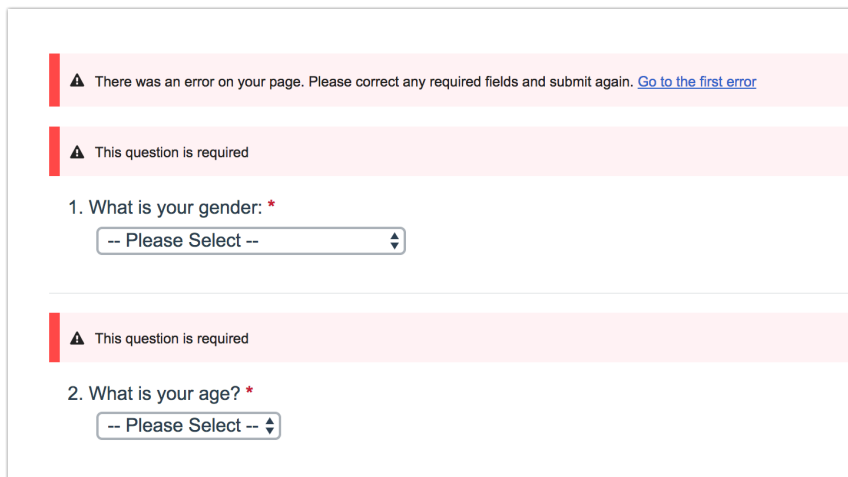 There was an error on your page. Please correct any required fields and submit again. Go to the first error
This question is required
1. What is your gender: *
-- Please Select --
This question is required
2. What is your age? *
-- Please Select --